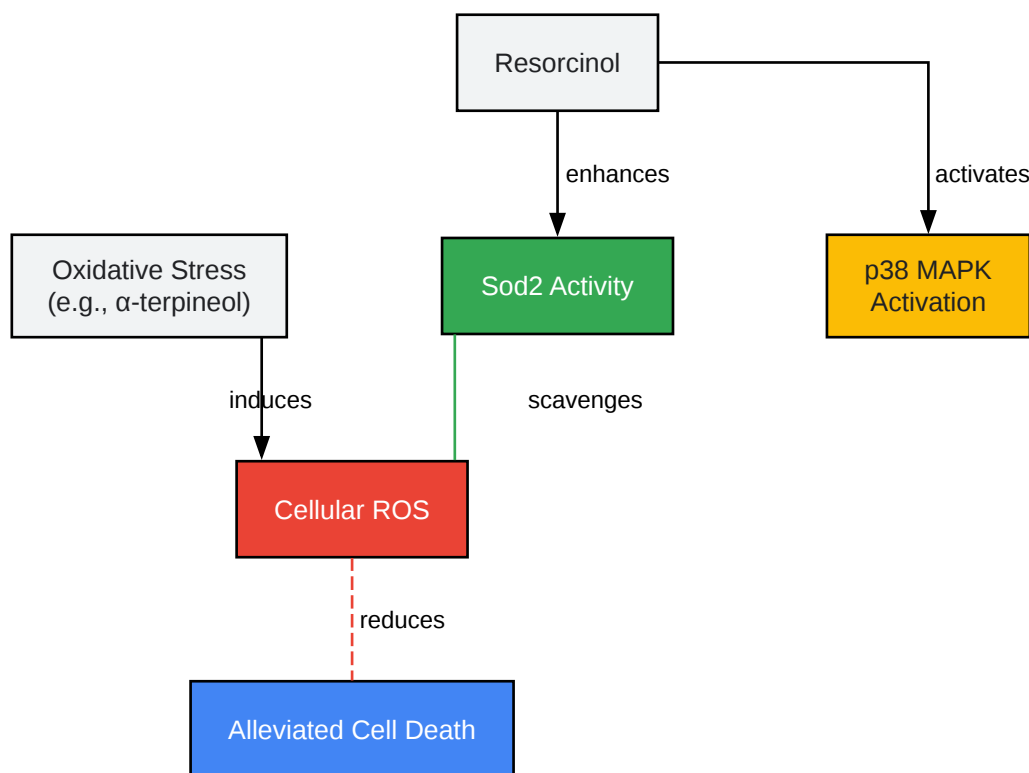 Resorcinol
enhances
activates
Oxidative Stress
(e.g., α-terpineol)
Sod2 Activity
p38 MAPK
Activation
induces
scavenges
Cellular ROS
reduces
Alleviated Cell Death